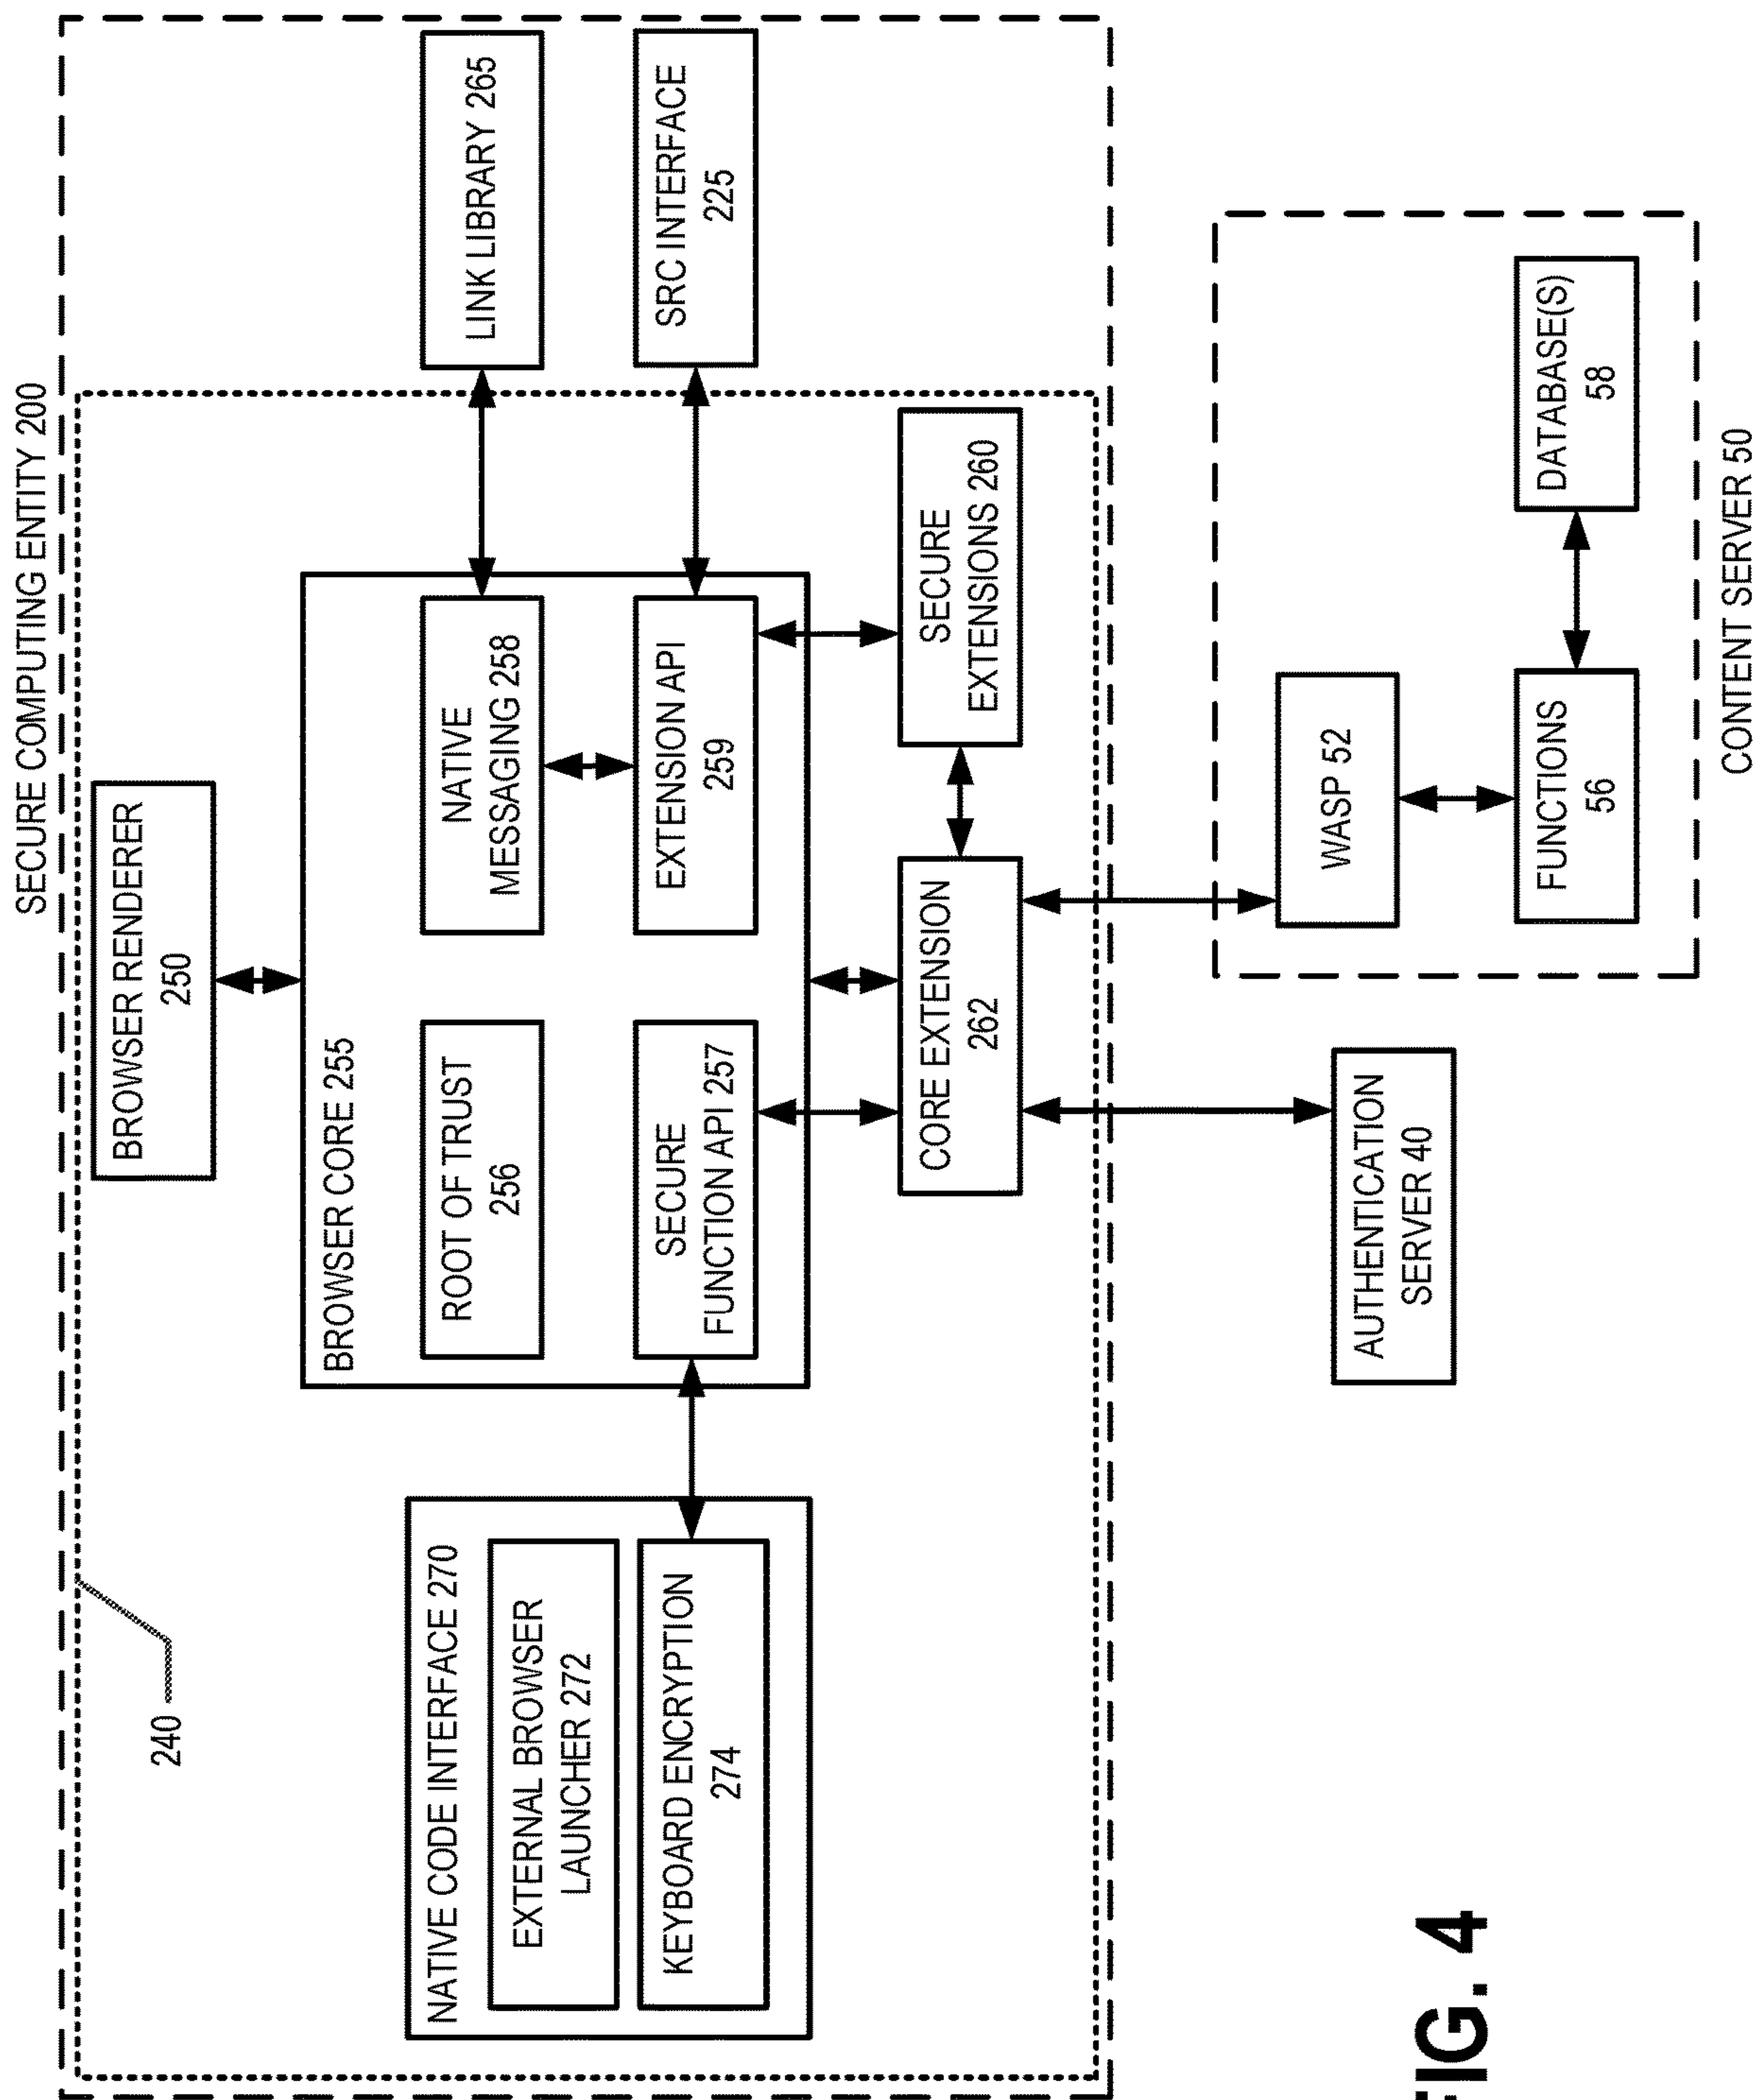 SECURE COMPUTING ENTITY 200
240
BROWSER RENDERER
250
NATIVE CODE INTERFACE 270
EXTERNAL BROWSER
LAUNCHER 272
KEYBOARD ENCRYPTION
274
BROWSER CORE 255
ROOT OF TRUST
256
NATIVE
MESSAGING 258
SECURE
FUNCTION API 257
EXTENSION API
259
LINK LIBRARY 265
SRC INTERFACE
225
CORE EXTENSION
262
SECURE
EXTENSIONS 260
AUTHENTICATION
SERVER 40
WASP 52
FUNCTIONS
56
DATABASE(S)
58
CONTENT SERVER 50
FIG. 4